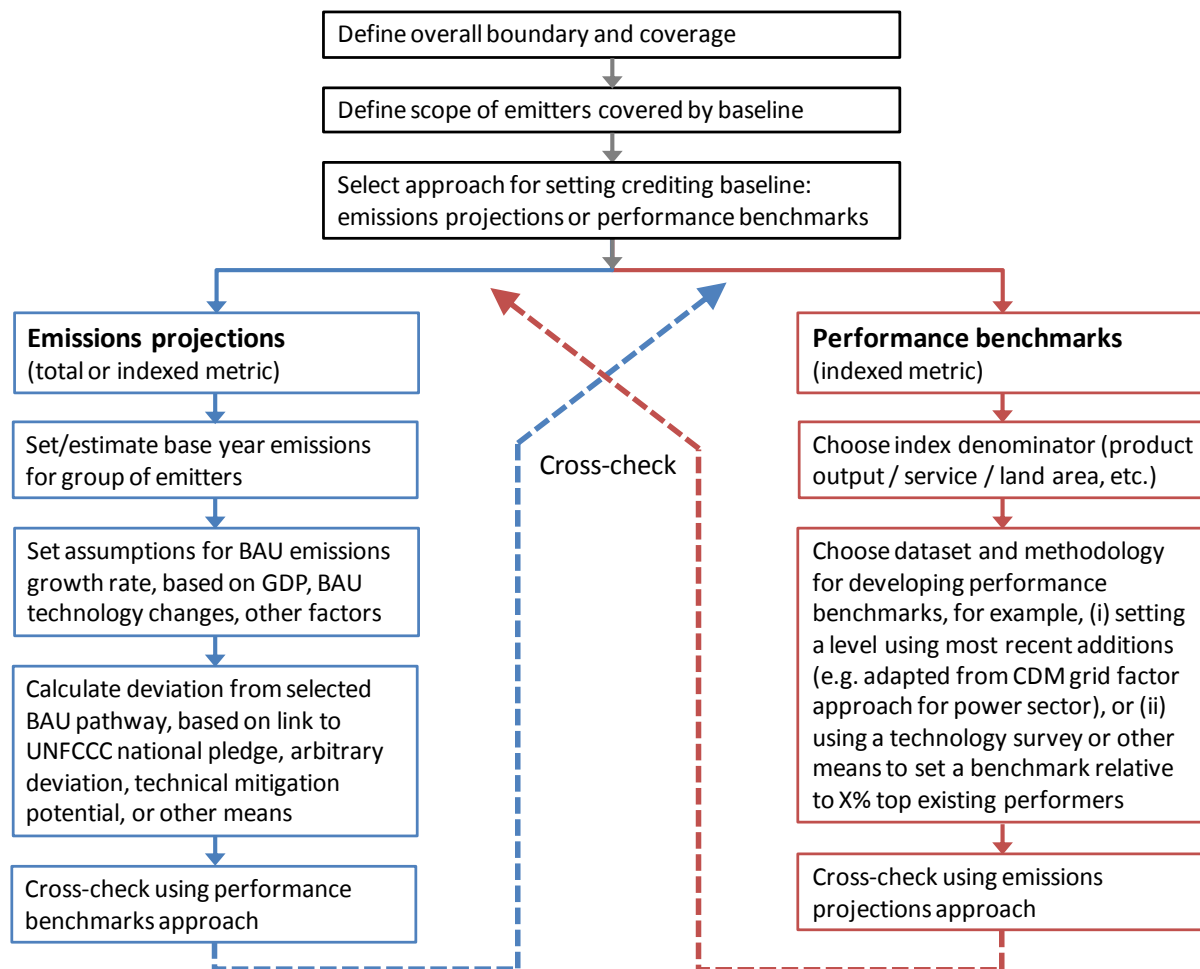 Define overall boundary and coverage
Define scope of emitters covered by baseline
Select approach for setting crediting baseline:
emissions projections or performance benchmarks
Emissions projections
(total or indexed metric)
Set/estimate base year emissions
for group of emitters
Set assumptions for BAU emissions
growth rate, based on GDP, BAU
technology changes, other factors
Calculate deviation from selected
BAU pathway, based on link to
UNFCCC national pledge, arbitrary
deviation, technical mitigation
potential, or other means
Cross-check using performance
benchmarks approach
Cross-check
Performance benchmarks
(indexed metric)
Choose index denominator (product
output / service / land area, etc.)
Choose dataset and methodology
for developing performance
benchmarks, for example, (i) setting
a level using most recent additions
(e.g. adapted from CDM grid factor
approach for power sector), or (ii)
using a technology survey or other
means to set a benchmark relative
to X% top existing performers
Cross-check using emissions
projections approach